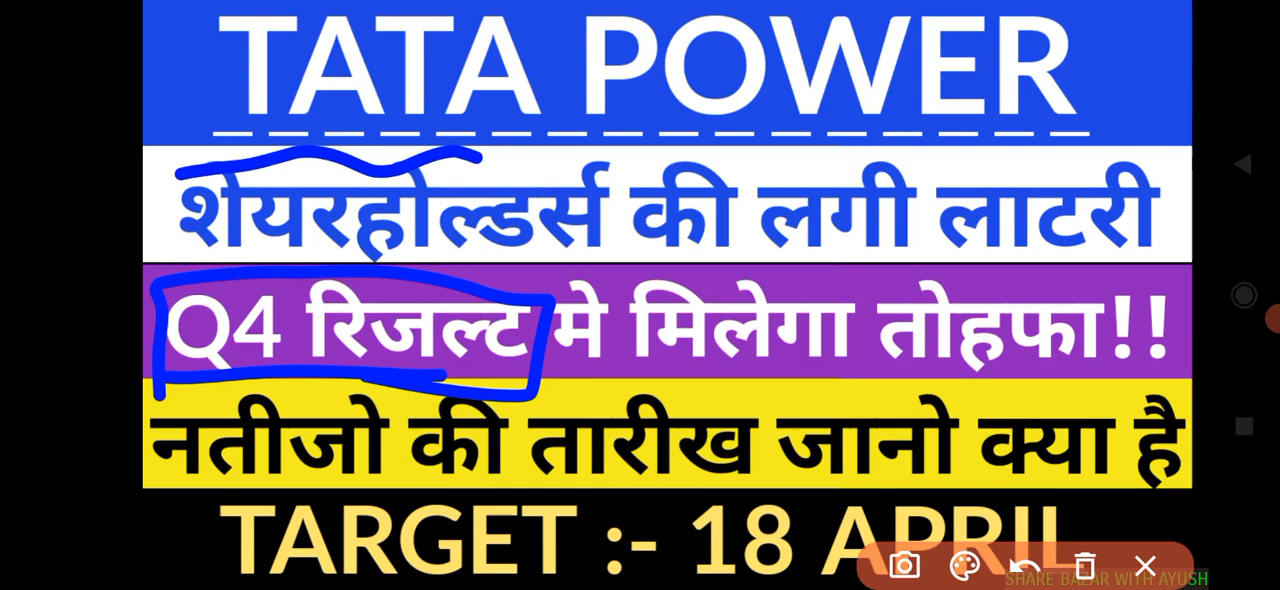 TATA POWER
शेयरहोल्डर्स की लगी लाटरी
Q4 रिजल्ट मे मिलेगा तोहफा!!
नतीजो की तारीख जानो क्या है
TARGET :- 18 APRIL
SHARE BAZAR WITH AYUSH